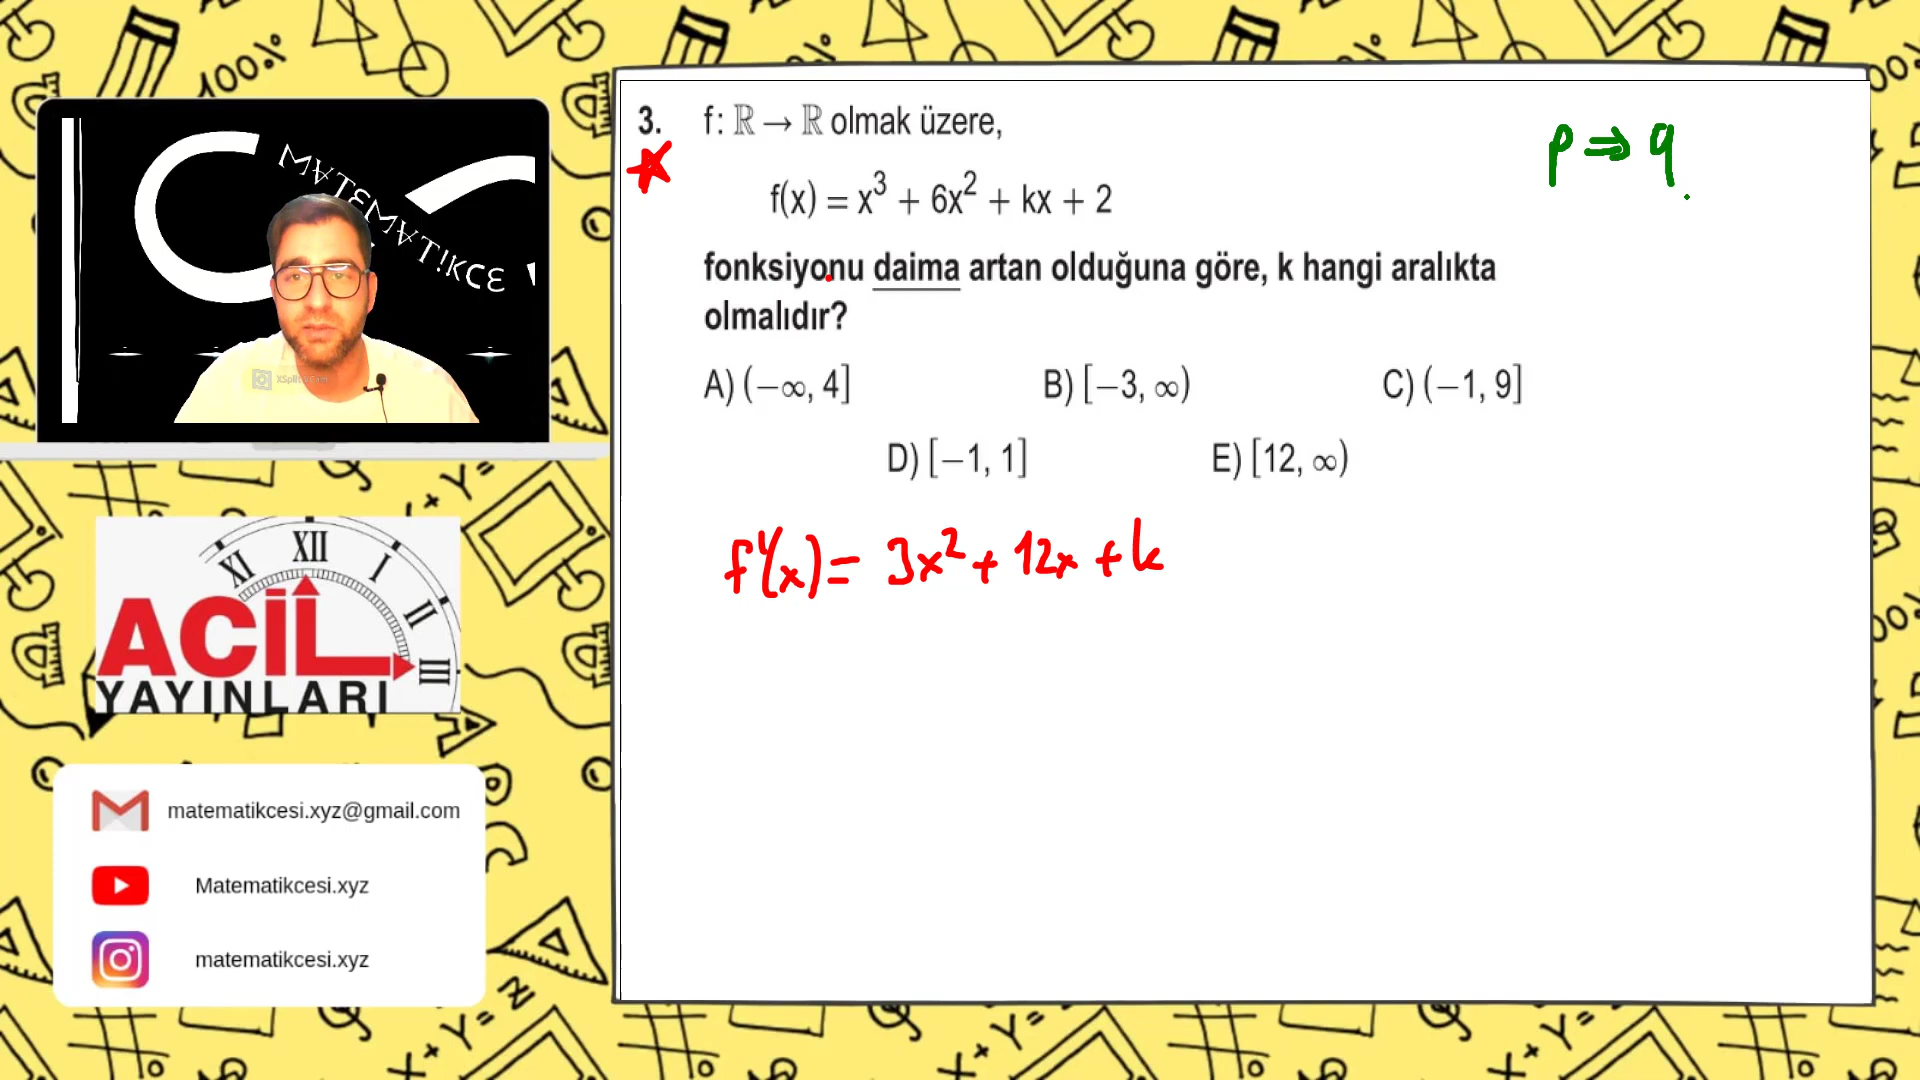 MATEMATİKCE
XII
XI
I
II
III
ACİL
YAYINLARI
matematikcesi.xyz@gmail.com
Matematikcesi.xyz
matematikcesi.xyz
3. f: ℝ → ℝ olmak üzere,
f(x) = x³ + 6x² + kx + 2
fonksiyonu daima artan olduğuna göre, k hangi aralıkta
olmalıdır?
A) (−∞, 4] B) [−3, ∞) C) (−1, 9]
D) [−1, 1] E) [12, ∞)
f'(x) = 3x² + 12x + k
p ⇒ q